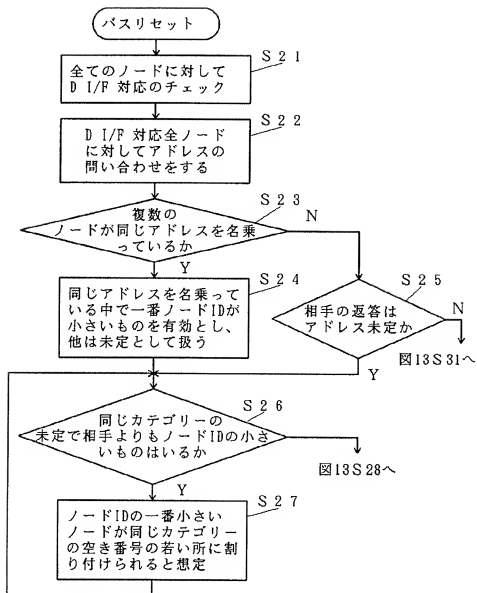 バスリセット
S21
全てのノードに対して
D I/F 対応のチェック
S22
D I/F 対応全ノード
に対してアドレスの
問い合わせをする
S23
複数の
ノードが同じアドレスを名乗
っているか
N
Y
S24
同じアドレスを名乗って
いる中で一番ノードIDが
小さいものを有効とし、
他は未定として扱う
S25
相手の返答は
アドレス未定か
N
図13S31へ
Y
S26
同じカテゴリーの
未定で相手よりもノードIDの小さ
いものはいるか
図13S28へ
Y
S27
ノードIDの一番小さい
ノードが同じカテゴリー
の空き番号の若い所に割
り付けられると想定